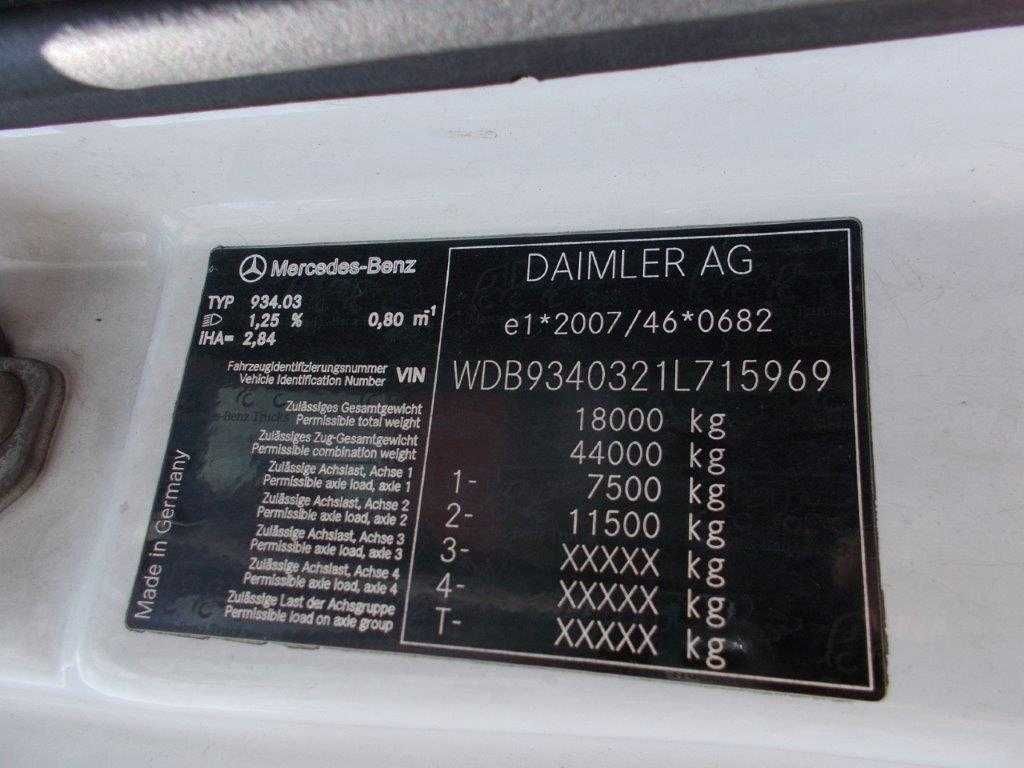 Mercedes-Benz
TYP 934.03
1,25 % 0,80 m⁻¹
iHA= 2,84
Fahrzeugidentifizierungsnummer
Vehicle Identification Number VIN
Zulässiges Gesamtgewicht
Permissible total weight
Zulässiges Zug-Gesamtgewicht
Permissible combination weight
Zulässige Achslast, Achse 1
Permissible axle load, axle 1
Zulässige Achslast, Achse 2
Permissible axle load, axle 2
Zulässige Achslast, Achse 3
Permissible axle load, axle 3
Zulässige Achslast, Achse 4
Permissible axle load, axle 4
Zulässige Last der Achsgruppe
Permissible load on axle group
Made in Germany
DAIMLER AG
e1*2007/46*0682
WDB9340321L715969
18000 kg
44000 kg
1- 7500 kg
2- 11500 kg
3- XXXXX kg
4- XXXXX kg
T- XXXXX kg